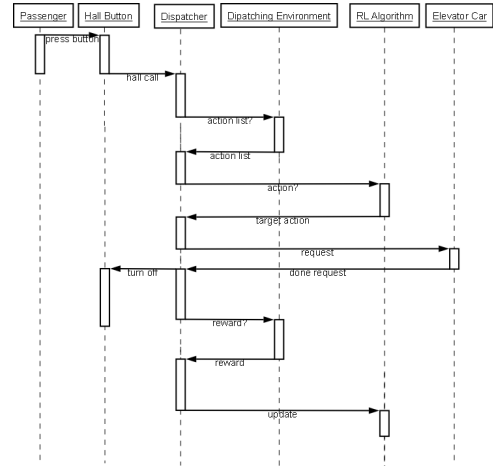 Passenger
Hall Button
Dispatcher
Dipatching Environment
RL Algorithm
Elevator Car
press button
hall call
action list?
action list
action?
target action
request
turn off
done request
reward?
reward
update